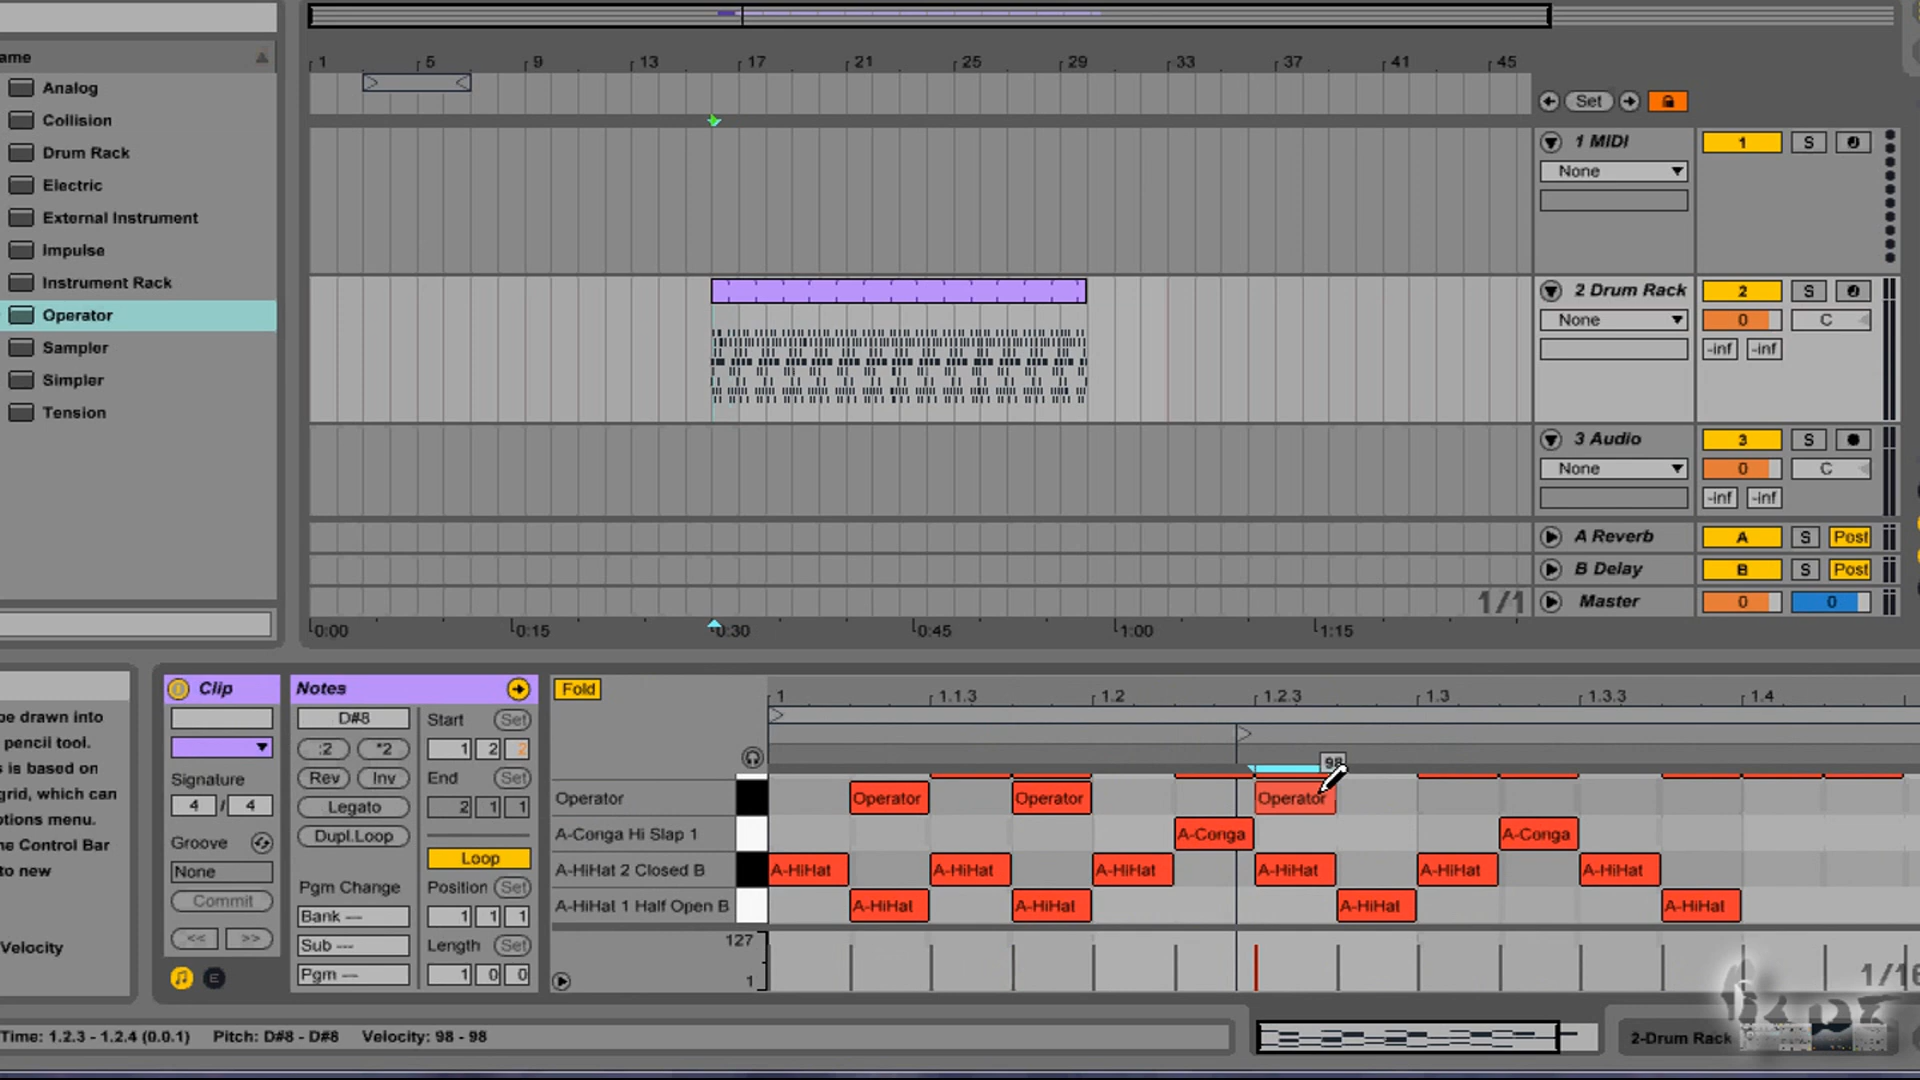 ame
Analog
Collision
Drum Rack
Electric
External Instrument
Impulse
Instrument Rack
Operator
Sampler
Simpler
Tension
1 5 9 13 17 21 25 29 33 37 41 45
Set
1 MIDI 1 S
None
2 Drum Rack 2 S
None 0 C
-inf -inf
3 Audio 3 S
None 0 C
-inf -inf
A Reverb A S Post
B Delay B S Post
1/1 Master 0 0
0:00 0:15 0:30 0:45 1:00 1:15
be drawn into
pencil tool.
s is based on
grid, which can
ptions menu.
he Control Bar
to new
Velocity
Clip
Signature
4 / 4
Groove
None
Commit
<< >>
E
Notes
D#8
:2 *2
Rev Inv
Legato
Dupl.Loop
Pgm Change
Bank ---
Sub ---
Pgm ---
Start Set
1 2 2
End Set
2 1 1
Loop
Position Set
1 1 1
Length Set
1 0 0
Fold
1 1.1.3 1.2 1.2.3 1.3 1.3.3 1.4
98
Operator Operator Operator Operator
A-Conga Hi Slap 1 A-Conga A-Conga
A-HiHat 2 Closed B A-HiHat A-HiHat A-HiHat A-HiHat A-HiHat A-HiHat
A-HiHat 1 Half Open B A-HiHat A-HiHat A-HiHat A-HiHat
127
1
1/16
Time: 1.2.3 - 1.2.4 (0.0.1) Pitch: D#8 - D#8 Velocity: 98 - 98
2-Drum Rack